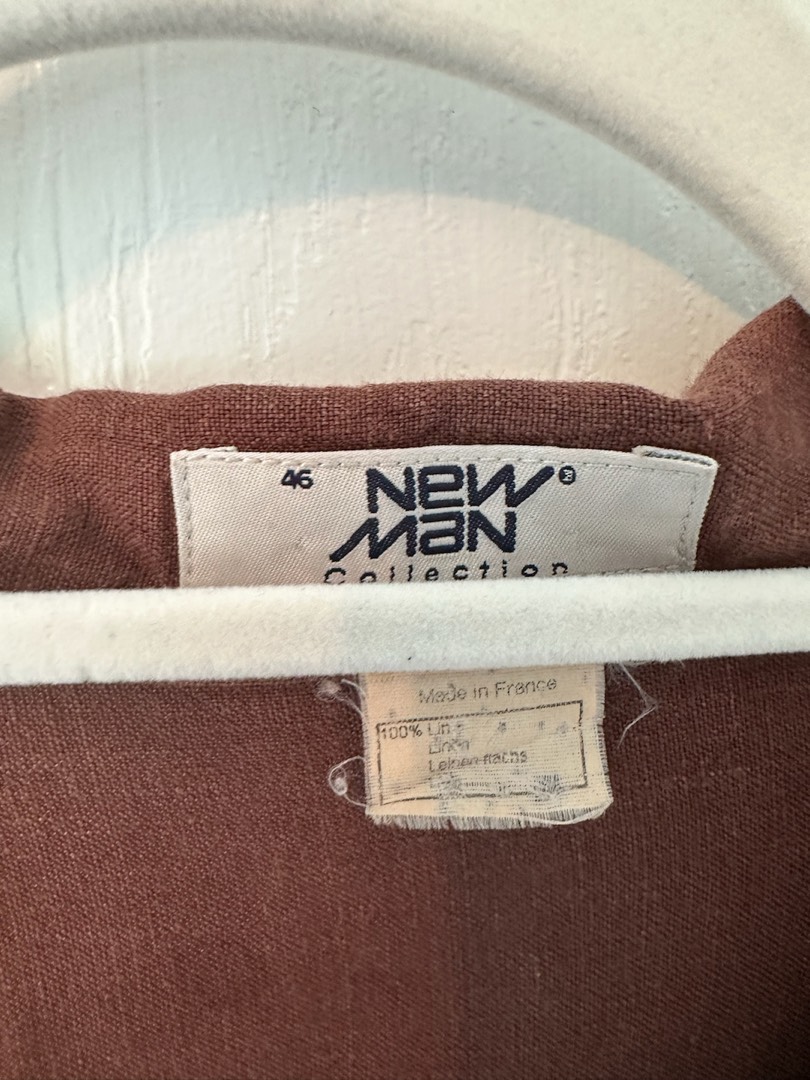 46
NEW
MAN
Collection
Made in France
100% Lin
Linen
Leinen-flachs